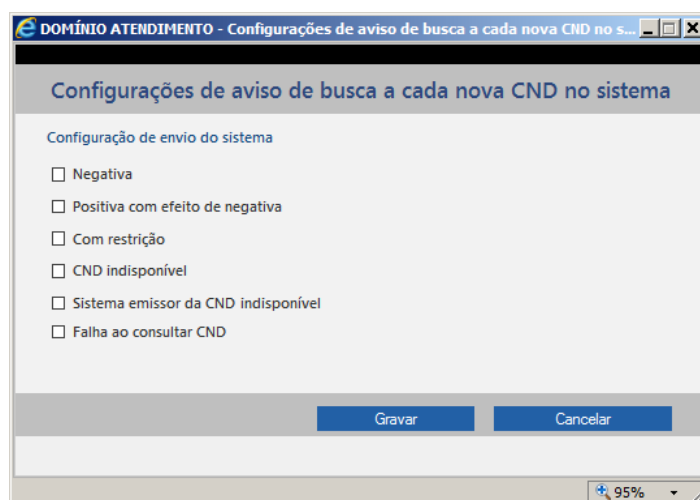 DOMÍNIO ATENDIMENTO - Configurações de aviso de busca a cada nova CND no s...
Configurações de aviso de busca a cada nova CND no sistema
Configuração de envio do sistema
Negativa
Positiva com efeito de negativa
Com restrição
CND indisponível
Sistema emissor da CND indisponível
Falha ao consultar CND
Gravar Cancelar
95%